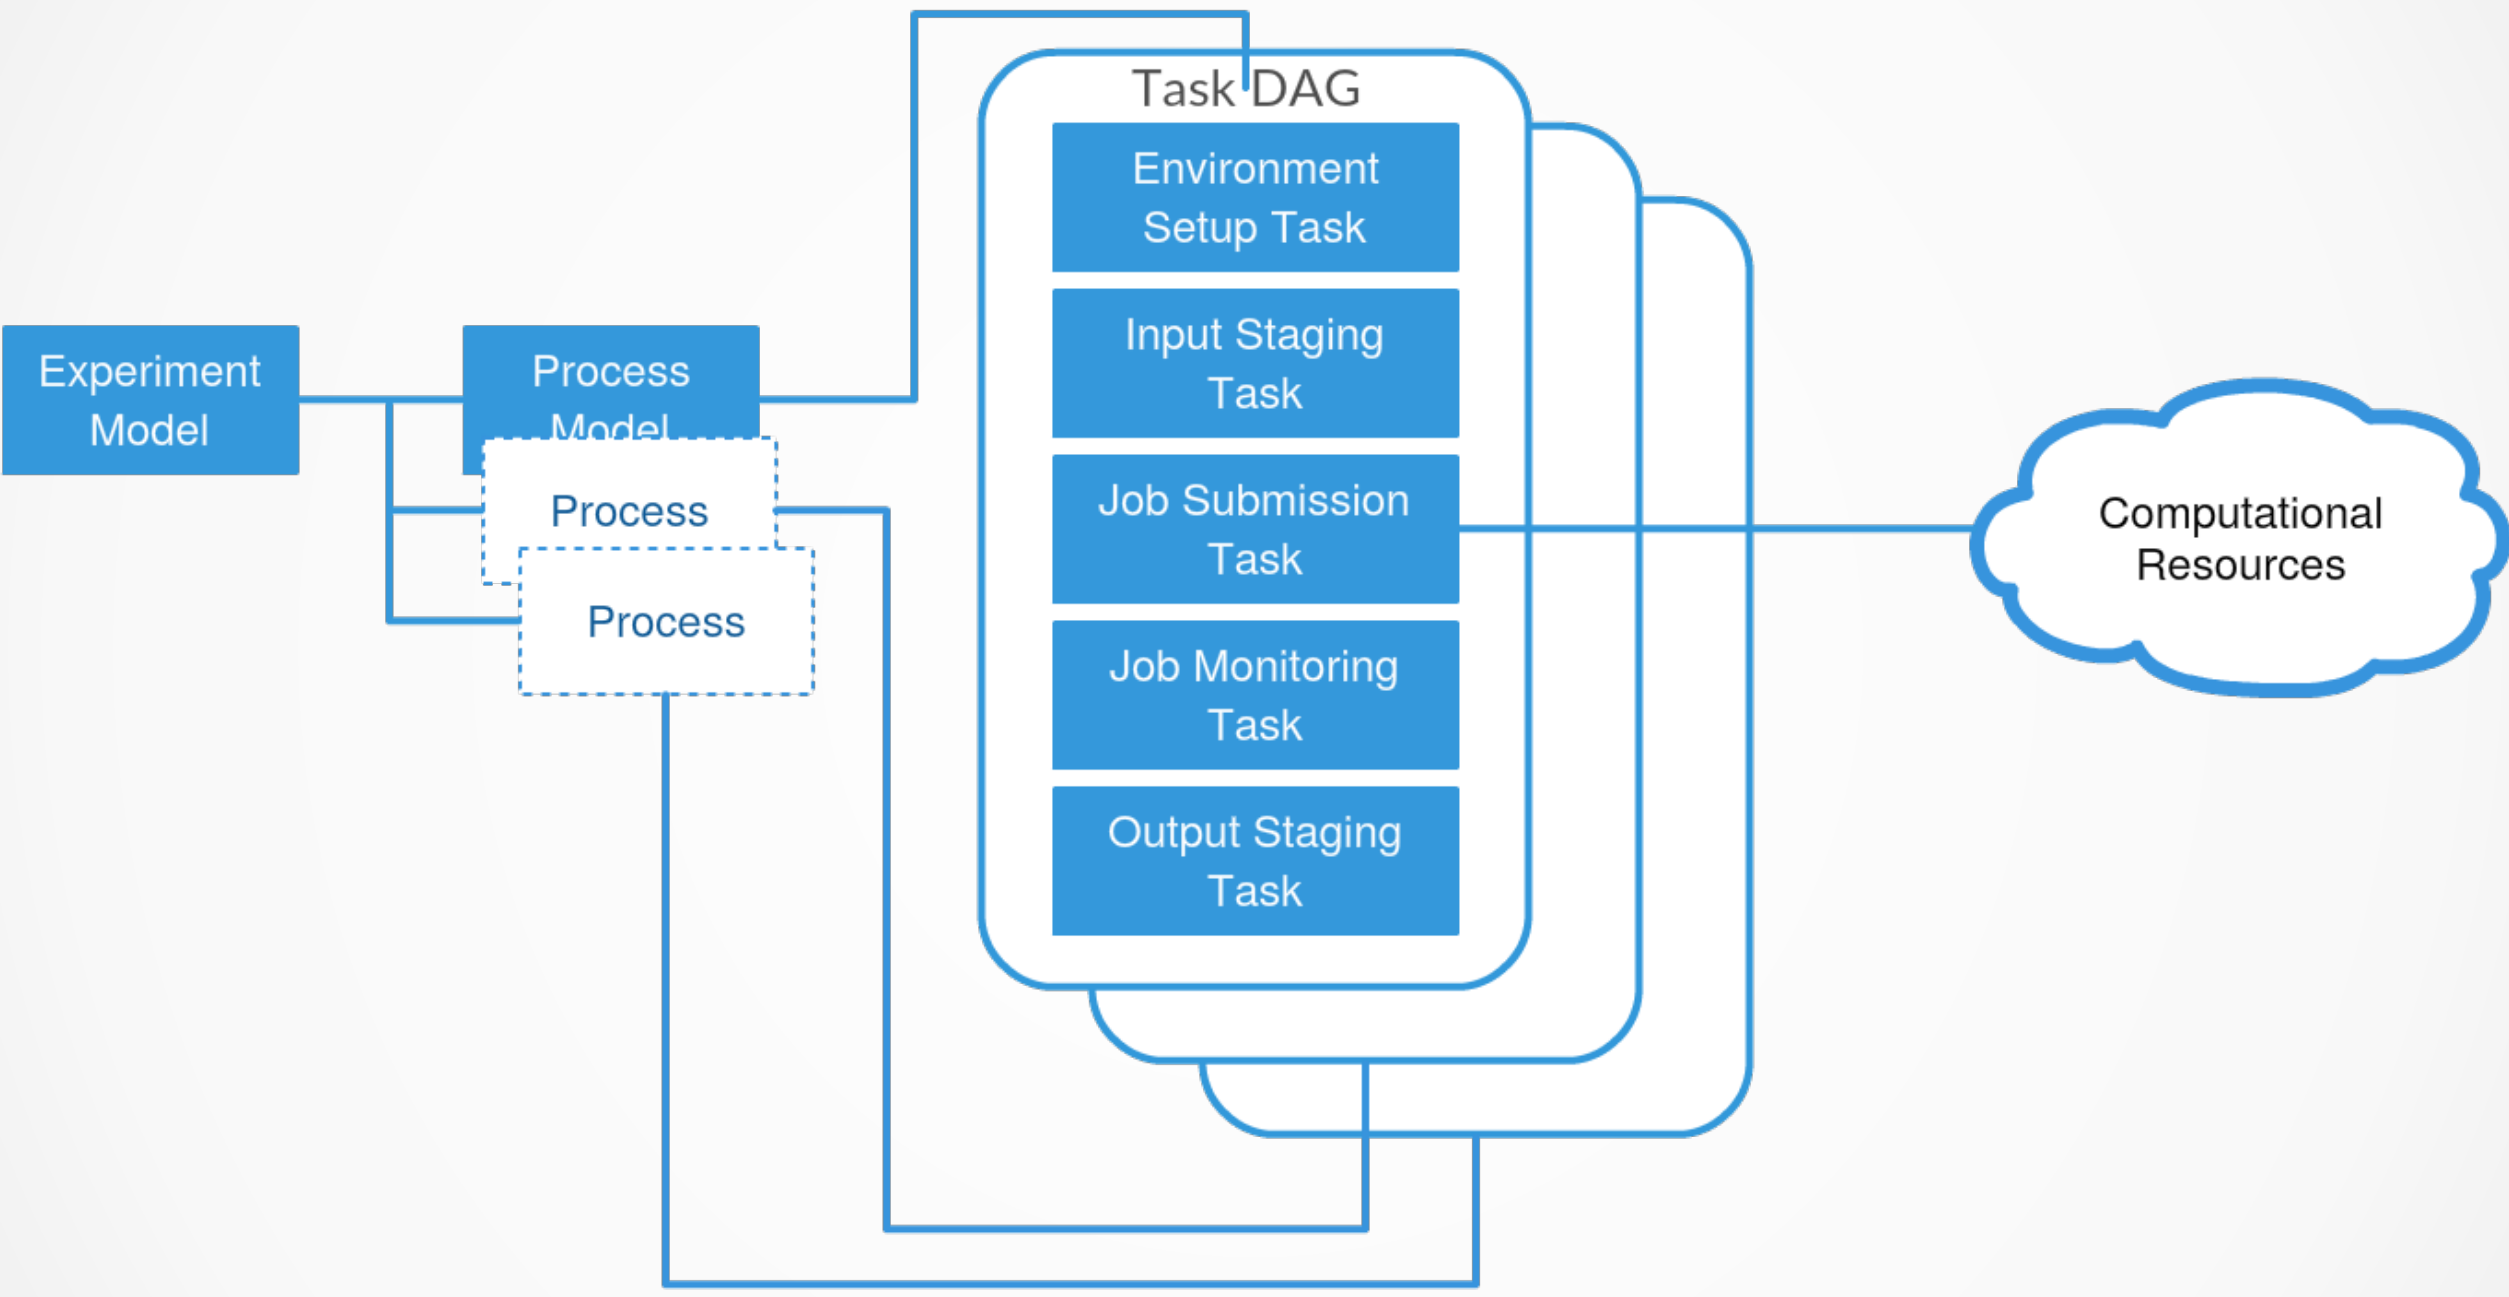 Task DAG
Environment
Setup Task
Input Staging
Task
Experiment
Model
Process
Model
Job Submission
Task
Process
Computational
Resources
Process
Job Monitoring
Task
Output Staging
Task